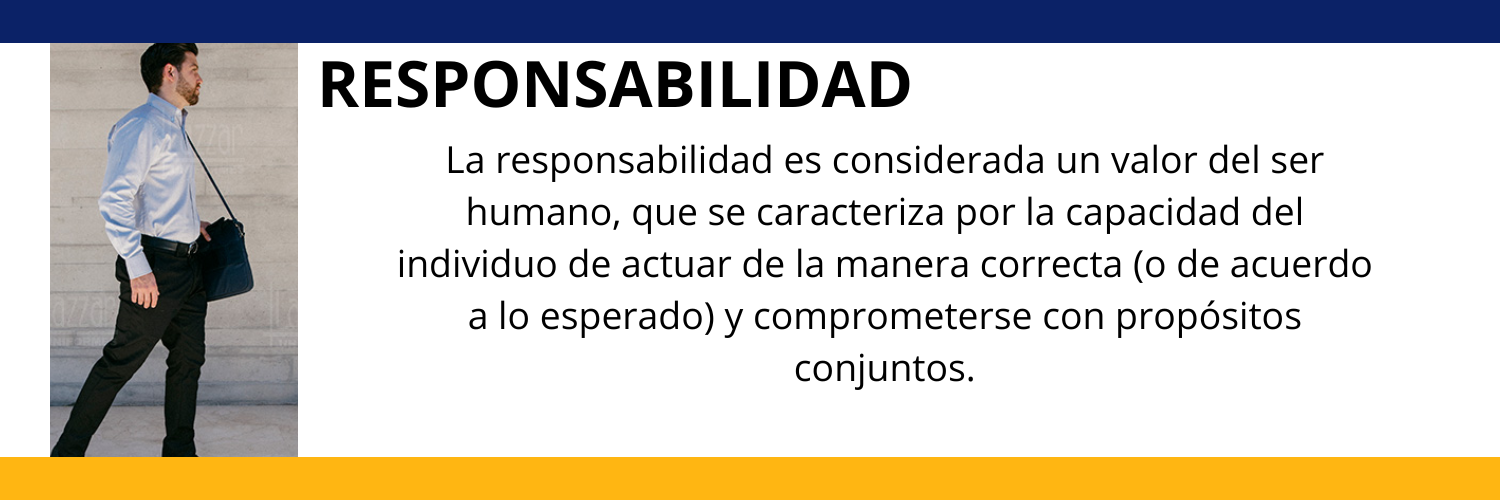 RESPONSABILIDAD
La responsabilidad es considerada un valor del ser
humano, que se caracteriza por la capacidad del
individuo de actuar de la manera correcta (o de acuerdo
a lo esperado) y comprometerse con propósitos
conjuntos.